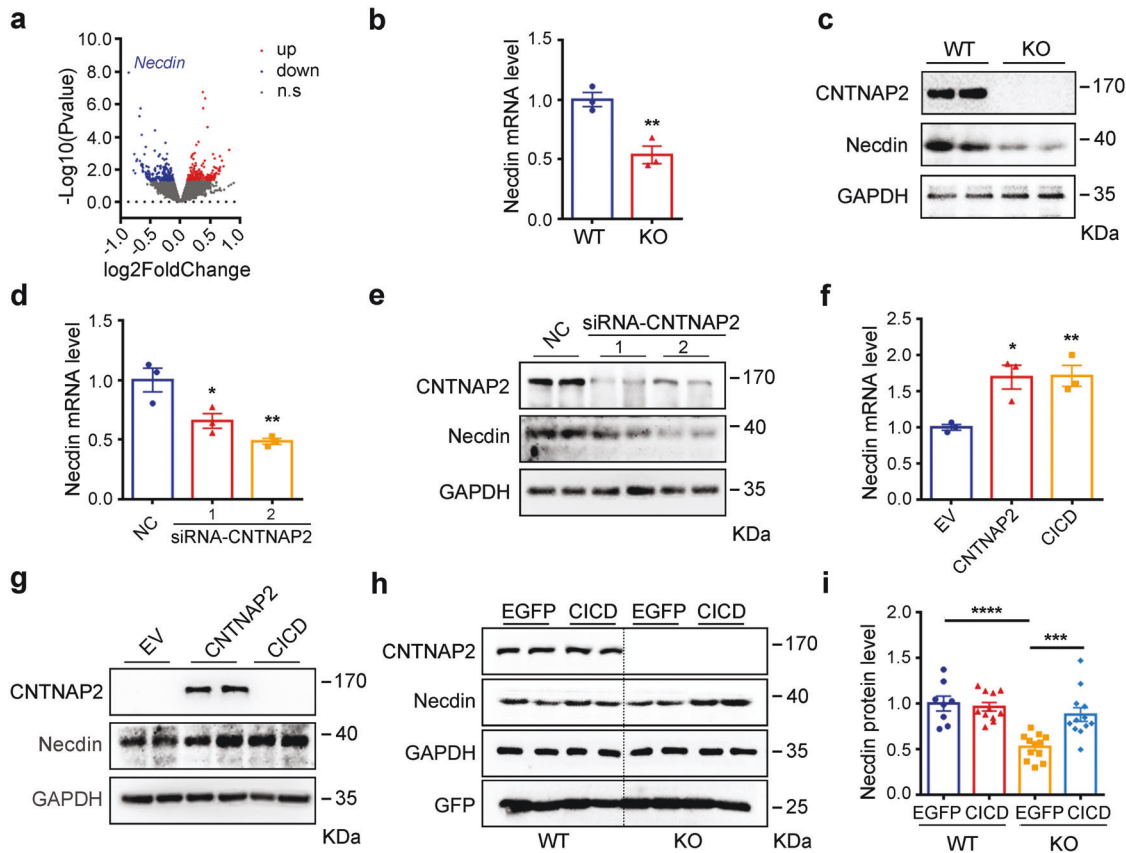 a
10.0
8.0
6.0
4.0
2.0
0.0
-Log10(Pvalue)
Necdin
up
down
n.s
-1.0
-0.5
0.0
0.5
1.0
log2FoldChange
b
1.5
1.0
0.5
0.0
Necdin mRNA level
**
WT
KO
c
WT KO
CNTNAP2
-170
Necdin
-40
GAPDH
-35
KDa
d
1.5
1.0
0.5
0.0
Necdin mRNA level
*
**
NC
1 2
siRNA-CNTNAP2
e
siRNA-CNTNAP2
NC
1 2
CNTNAP2
-170
Necdin
-40
GAPDH
-35
KDa
f
2.5
2.0
1.5
1.0
0.5
0.0
Necdin mRNA level
*
**
EV
CNTNAP2
CICD
g
EV
CNTNAP2
CICD
CNTNAP2
-170
Necdin
-40
GAPDH
-35
KDa
h
EGFP CICD EGFP CICD
CNTNAP2
-170
Necdin
-40
GAPDH
-35
GFP
-25
WT KO KDa
i
2.0
1.5
1.0
0.5
0.0
Necdin protein level
****
***
EGFP CICD EGFP CICD
WT KO